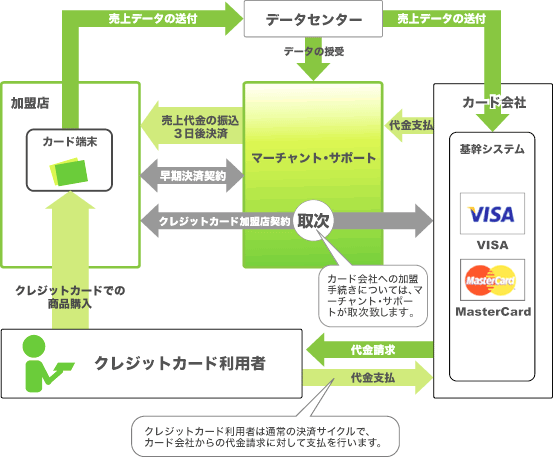 売上データの送付
データセンター
売上データの送付
データの授受
加盟店
カード端末
売上代金の振込
3日後決済
早期決済契約
クレジットカード加盟店契約
マーチャント・サポート
取次
代金支払
カード会社
基幹システム
VISA
VISA
MasterCard
MasterCard
カード会社への加盟
手続きについては、マ
ーチャント・サポー
トが取次致します。
クレジットカードでの
商品購入
クレジットカード利用者
代金請求
代金支払
クレジットカード利用者は通常の決済サイクルで、
カード会社からの代金請求に対して支払を行います。